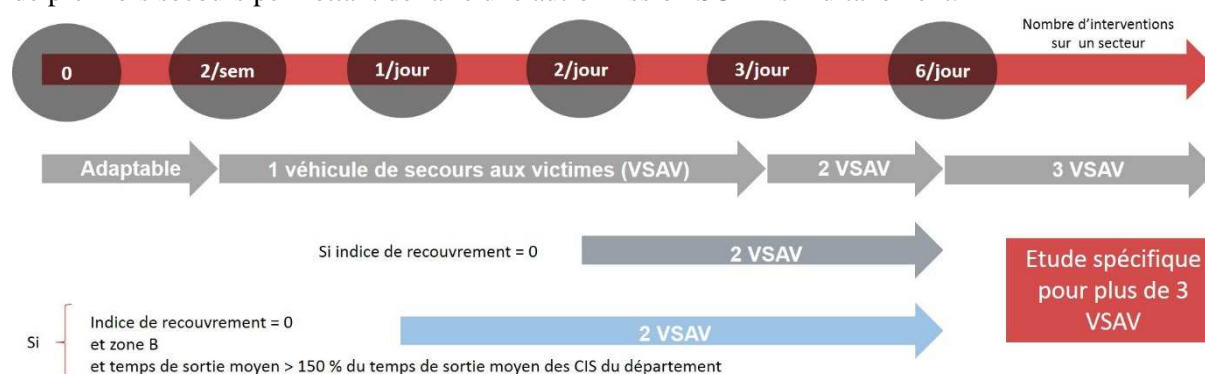 Nombre d'interventions
sur un secteur
0
2/sem
1/jour
2/jour
3/jour
6/jour
Adaptable
1 véhicule de secours aux victimes (VSAV)
2 VSAV
3 VSAV
Si indice de recouvrement = 0
2 VSAV
Etude spécifique
pour plus de 3
VSAV
Si
Indice de recouvrement = 0
et zone B
et temps de sortie moyen > 150 % du temps de sortie moyen des CIS du département
2 VSAV